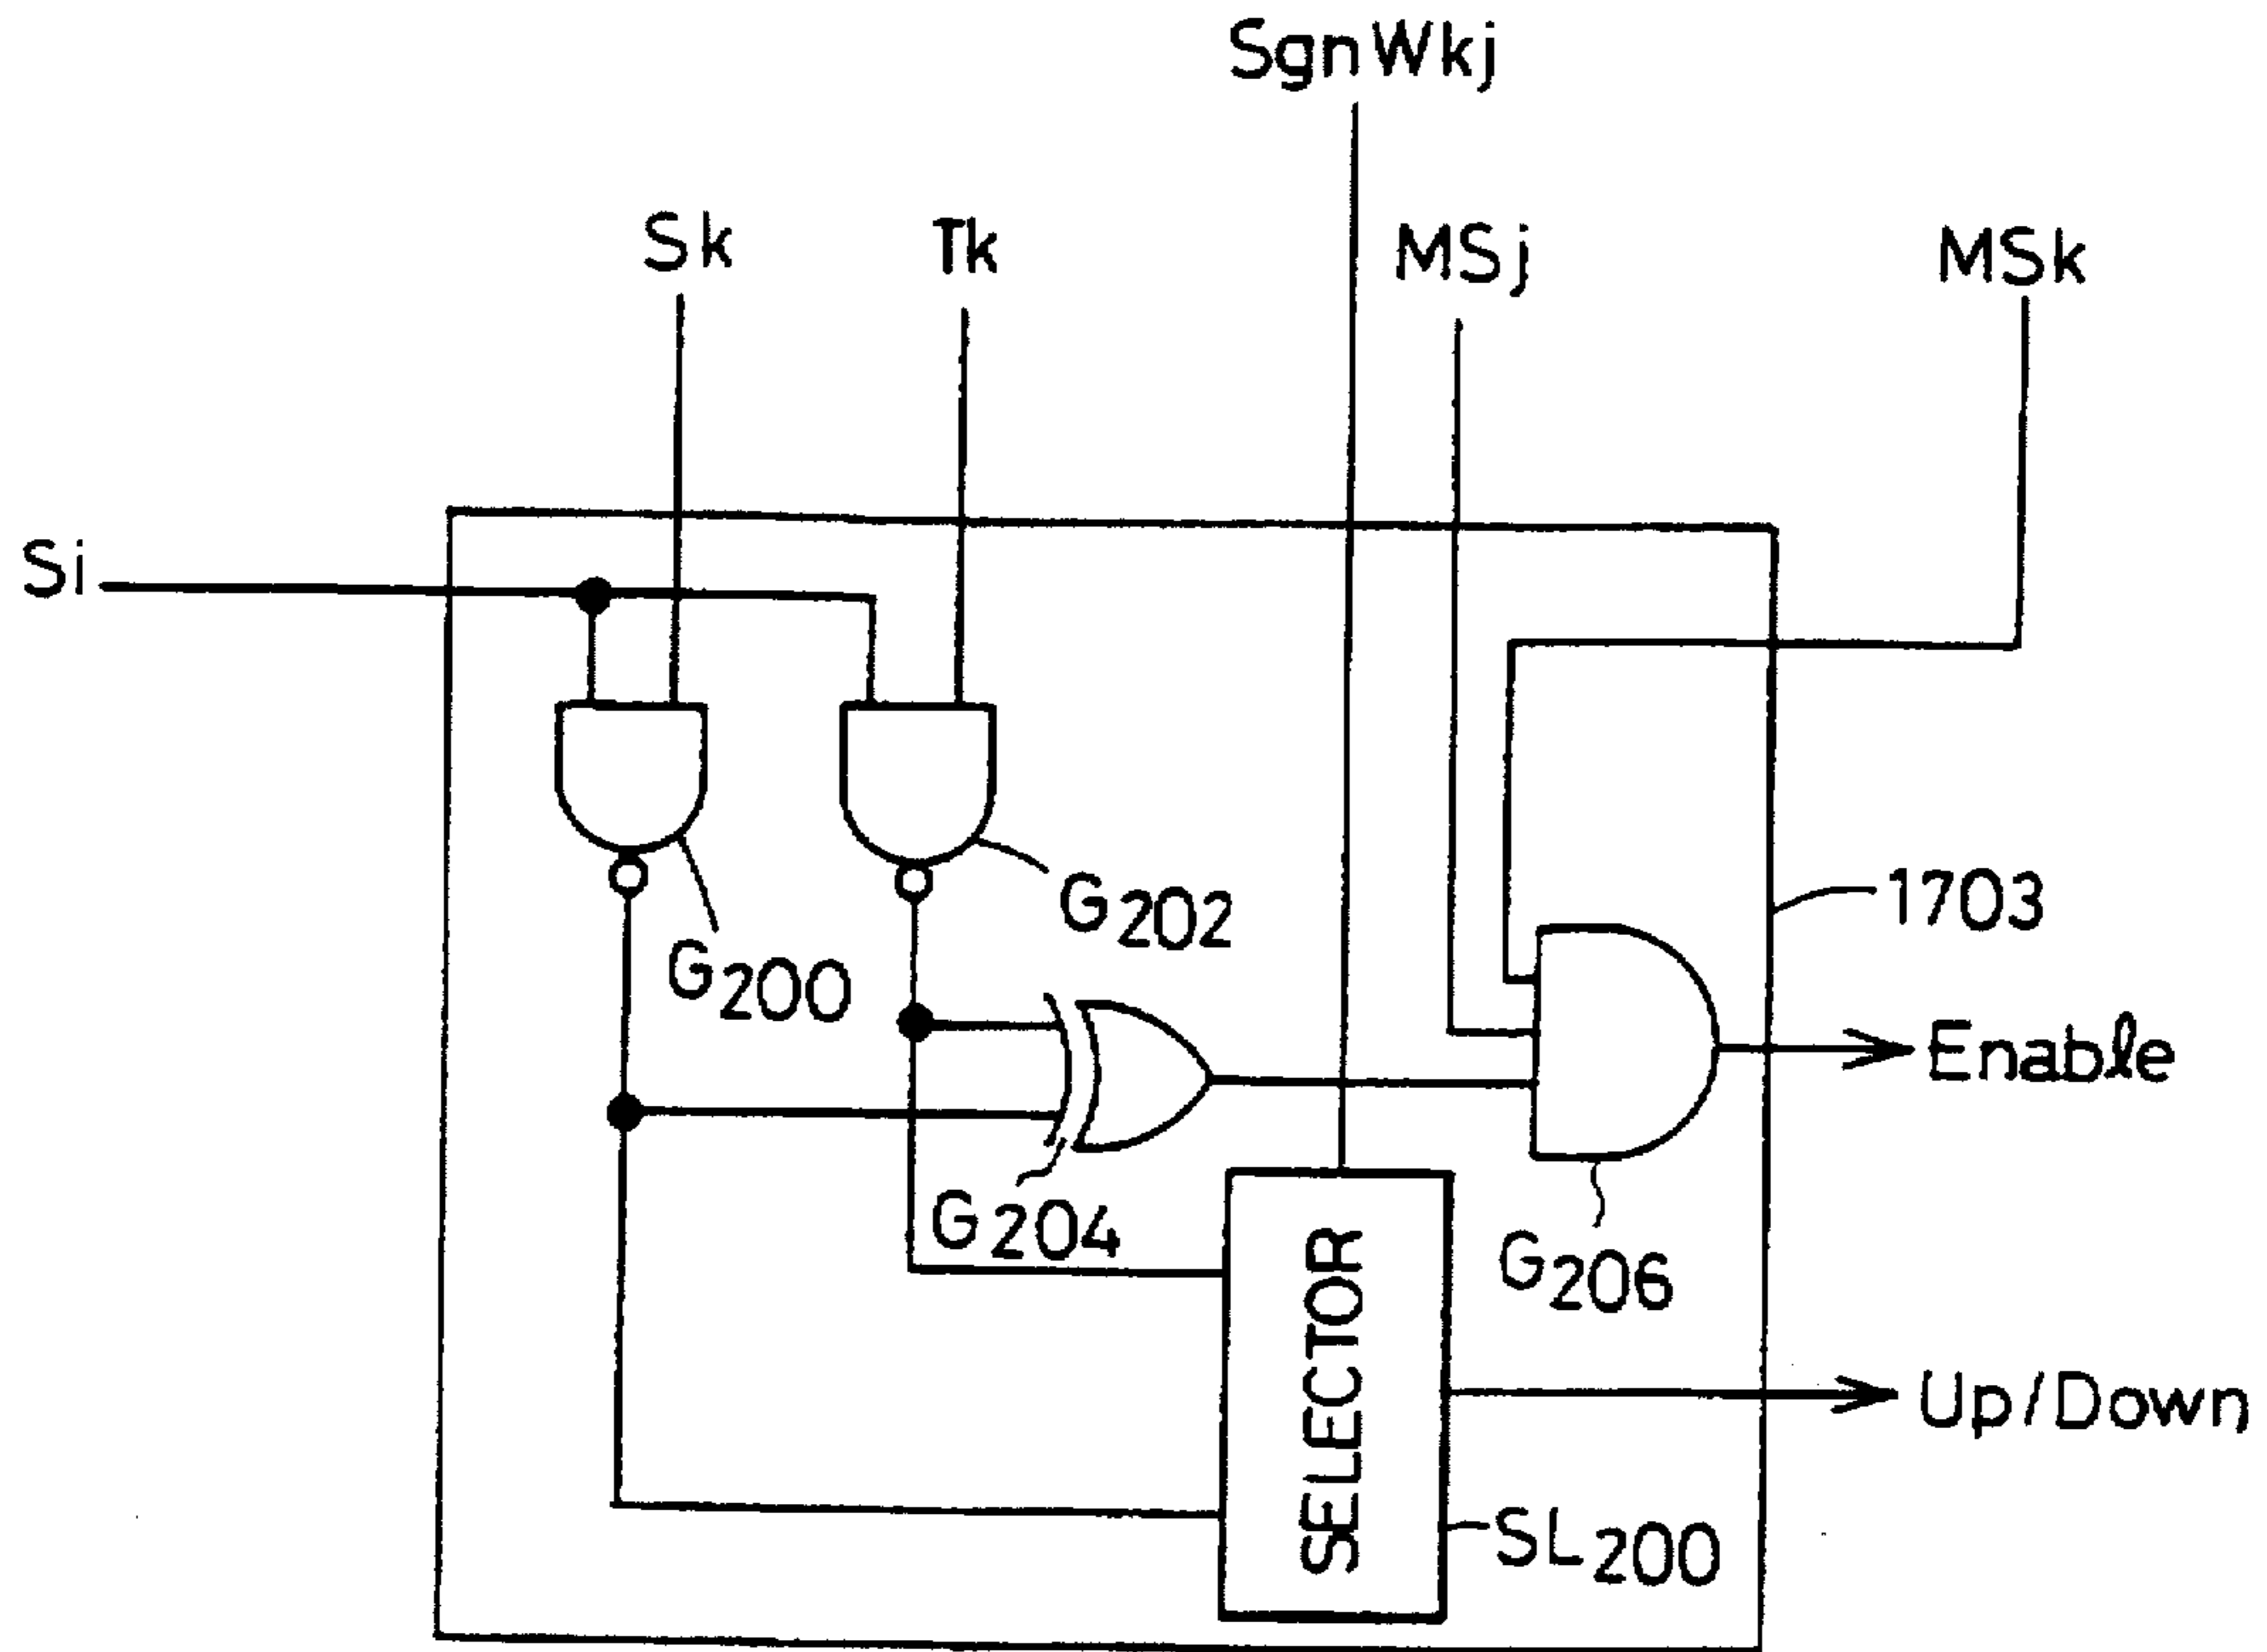 SgnWkj
Sk
Tk
MSj
MSk
Si
1703
G202
G200
Enable
G204
G206
SELECTOR
Up/Down
SL200